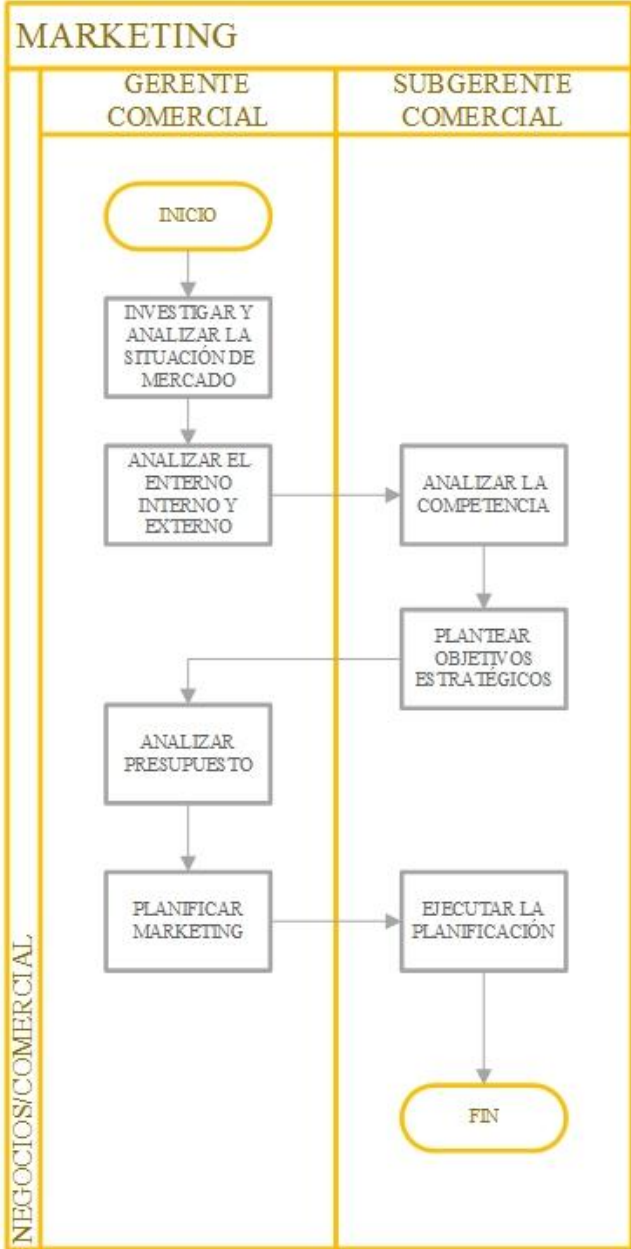 MARKETING
GERENTE
COMERCIAL
SUBGERENTE
COMERCIAL
INICIO
INVESTIGAR Y
ANALIZAR LA
SITUACIÓN DE
MERCADO
ANALIZAR EL
ENTERNO
INTERNO Y
EXTERNO
ANALIZAR LA
COMPETENCIA
PLANTEAR
OBJETIVOS
ESTRATÉGICOS
ANALIZAR
PRESUPUESTO
PLANIFICAR
MARKETING
EJECUTAR LA
PLANIFICACIÓN
FIN
NEGOCIOS/COMERCIAL